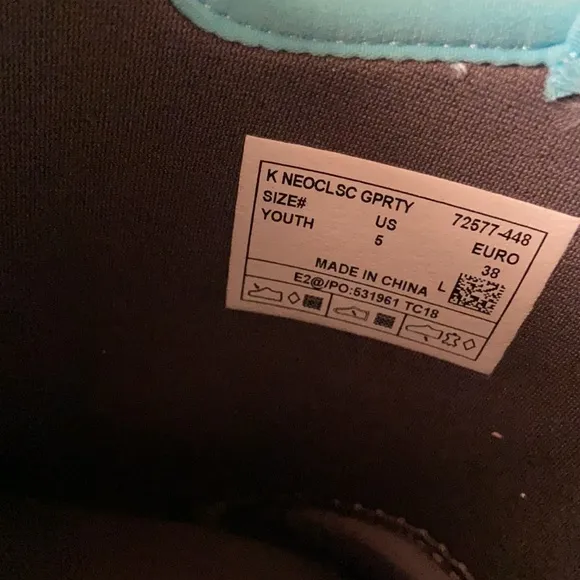 K NEOCLSC GPRTY 72577-448
SIZE# US EURO
YOUTH 5 38
MADE IN CHINA L
E2@/PO:531961 TC18